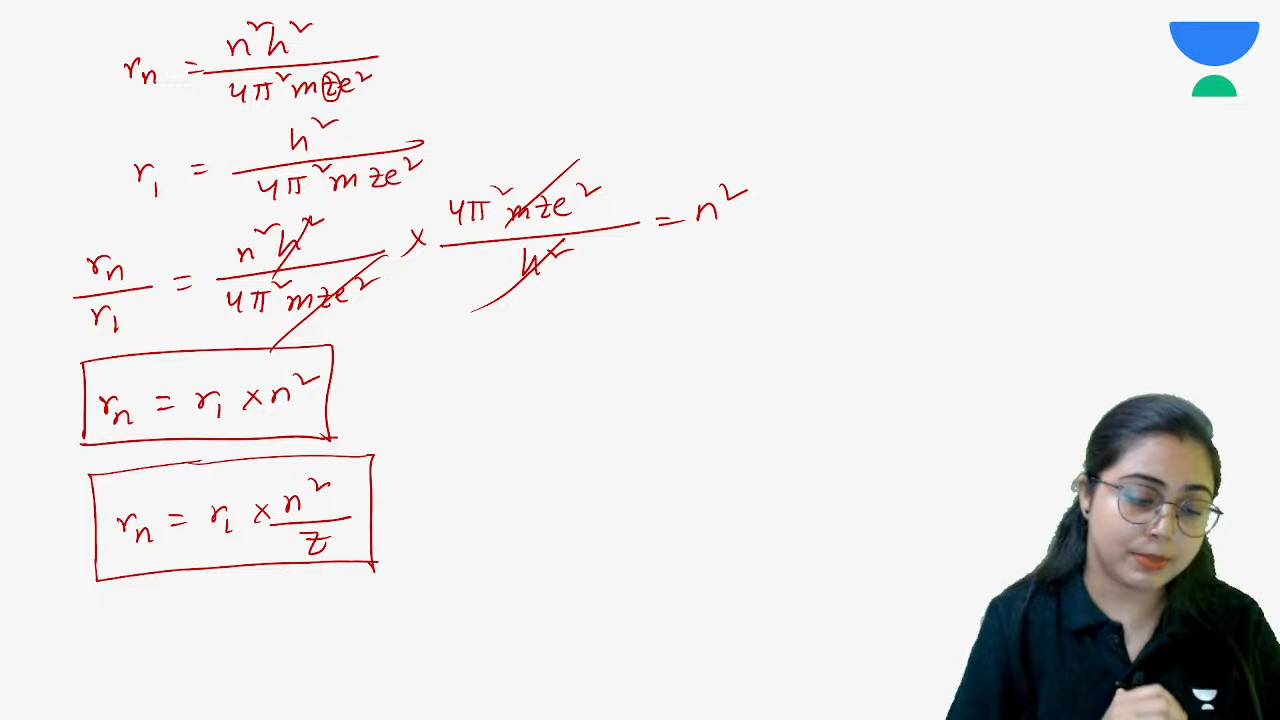 rₙ = n²h² / 4π²mze²
r₁ = h² / 4π²mze²
rₙ / r₁ = n²h² / 4π²mze² × 4π²mze² / h² = n²
rₙ = r₁ × n²
rₙ = r₁ × n² / z